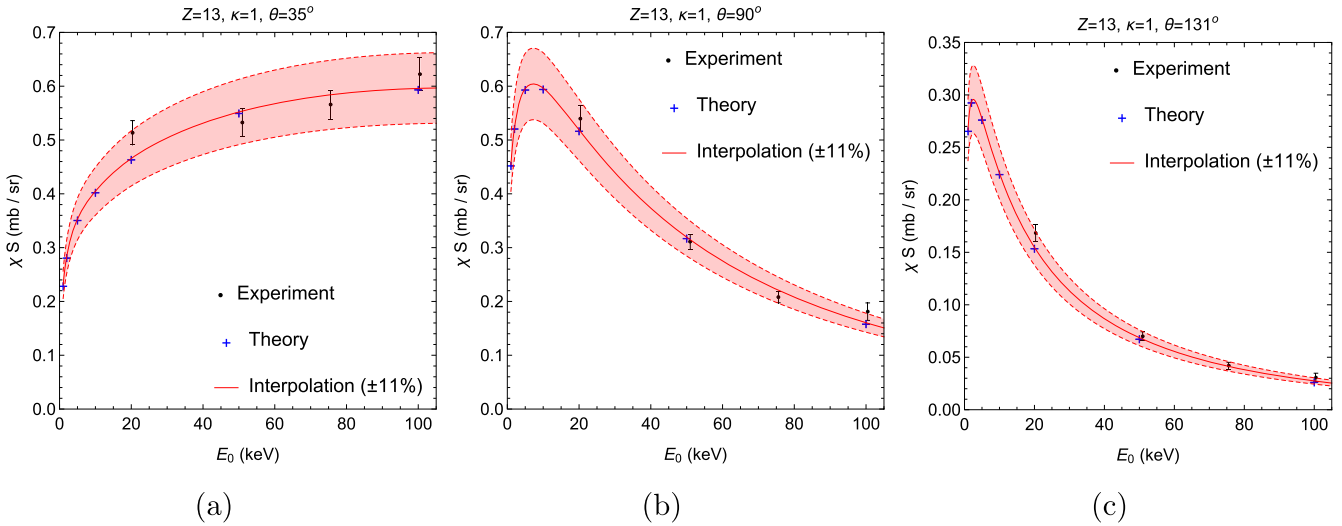 Z=13, κ=1, θ=35°
0.7
0.6
0.5
0.4
0.3
0.2
0.1
0.0
χ S (mb / sr)
Experiment
Theory
Interpolation (±11%)
0 20 40 60 80 100
E₀ (keV)
(a)
Z=13, κ=1, θ=90°
0.7
0.6
0.5
0.4
0.3
0.2
0.1
0.0
χ S (mb / sr)
Experiment
Theory
Interpolation (±11%)
0 20 40 60 80 100
E₀ (keV)
(b)
Z=13, κ=1, θ=131°
0.35
0.30
0.25
0.20
0.15
0.10
0.05
0.00
χ S (mb / sr)
Experiment
Theory
Interpolation (±11%)
0 20 40 60 80 100
E₀ (keV)
(c)